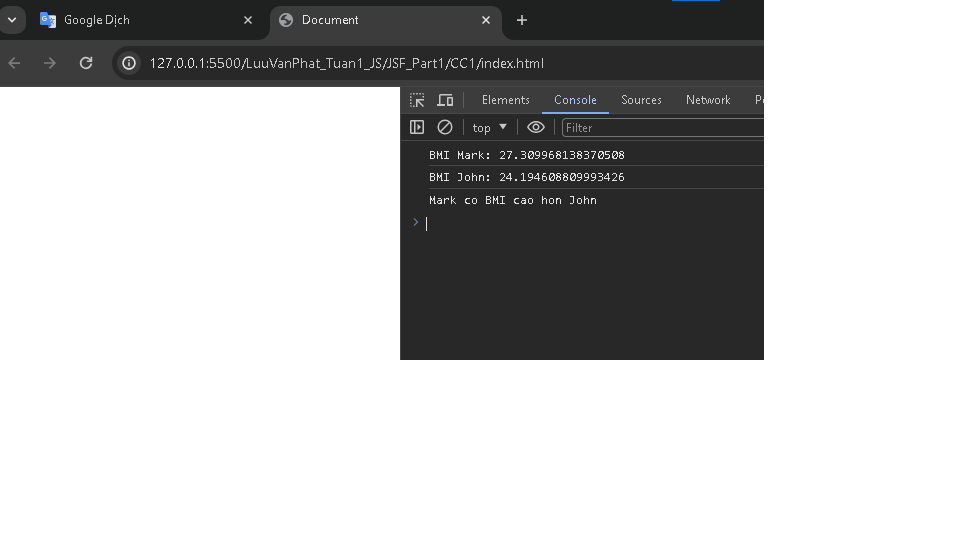 Google Dịch
Document
127.0.0.1:5500/LuuVanPhat_Tuan1_JS/JSF_Part1/CC1/index.html
Elements Console Sources Network
top Filter
BMI Mark: 27.309968138370508
BMI John: 24.194608809993426
Mark co BMI cao hon John